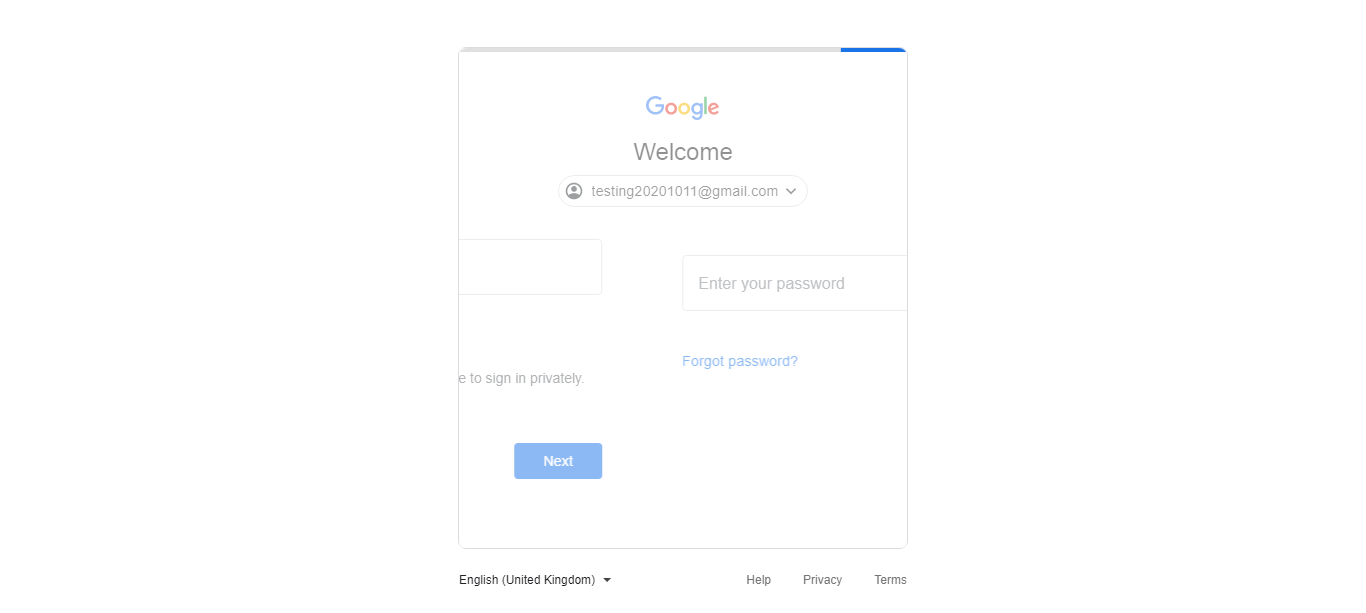 Google
Welcome
testing20201011@gmail.com
Enter your password
Forgot password?
e to sign in privately.
Next
English (United Kingdom)
Help Privacy Terms